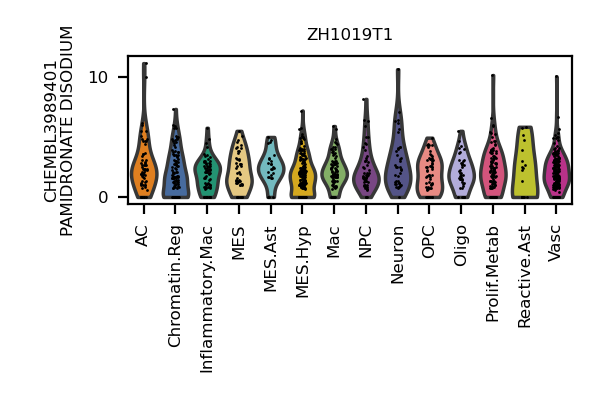 ZH1019T1
CHEMBL3989401
PAMIDRONATE DISODIUM
10
0
AC
Chromatin.Reg
Inflammatory.Mac
MES
MES.Ast
MES.Hyp
Mac
NPC
Neuron
OPC
Oligo
Prolif.Metab
Reactive.Ast
Vasc